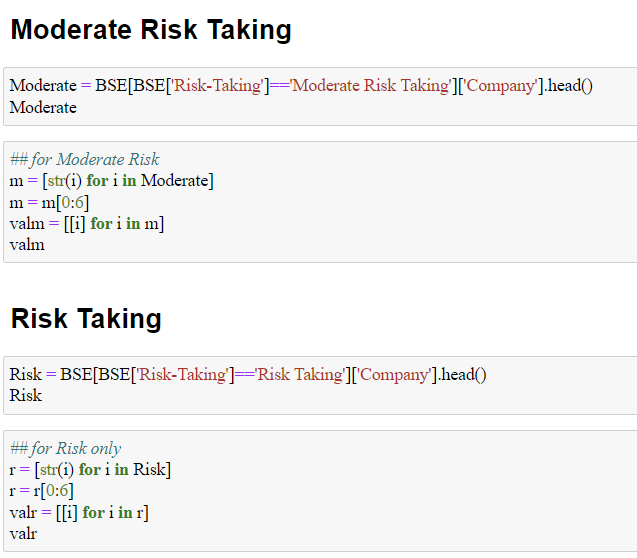 Moderate Risk Taking
Moderate = BSE[BSE['Risk-Taking']=='Moderate Risk Taking']['Company'].head()
Moderate
## for Moderate Risk
m = [str(i) for i in Moderate]
m = m[0:6]
valm = [[i] for i in m]
valm
Risk Taking
Risk = BSE[BSE['Risk-Taking']=='Risk Taking']['Company'].head()
Risk
## for Risk only
r = [str(i) for i in Risk]
r = r[0:6]
valr = [[i] for i in r]
valr